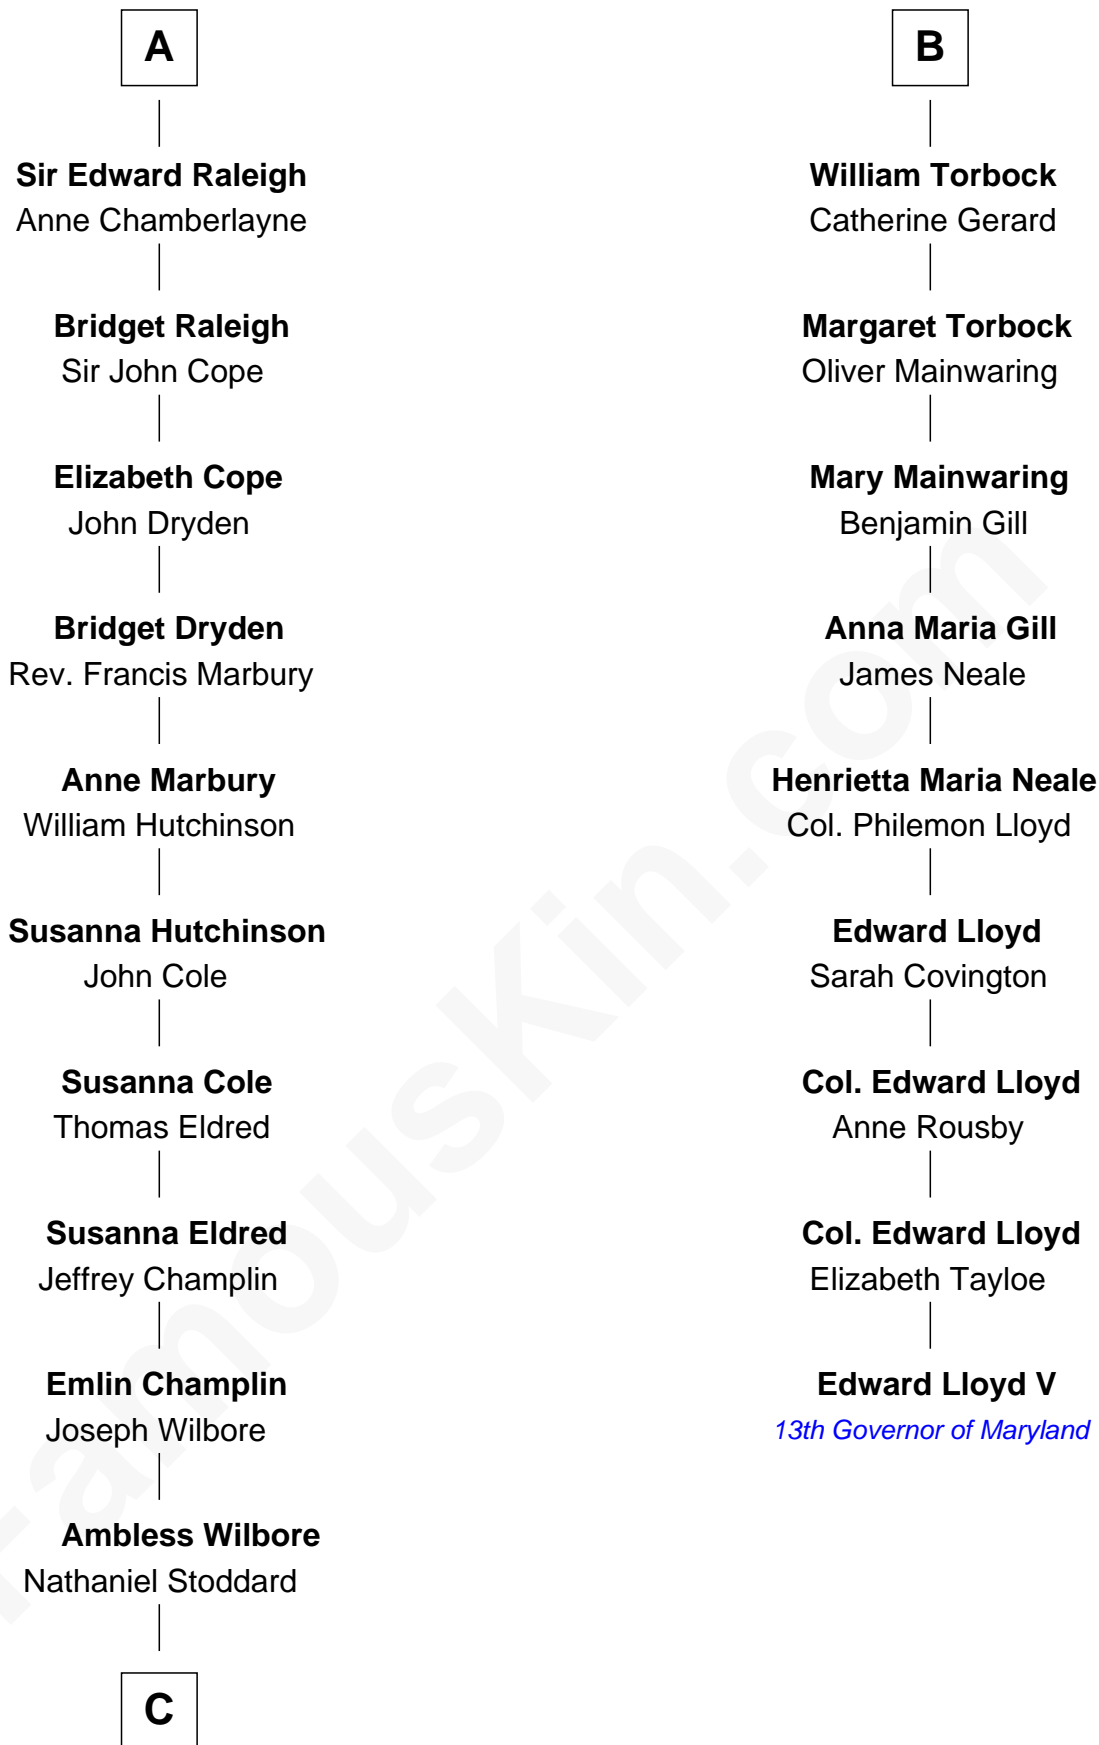 A
Sir Edward Raleigh
Anne Chamberlayne
Bridget Raleigh
Sir John Cope
Elizabeth Cope
John Dryden
Bridget Dryden
Rev. Francis Marbury
Anne Marbury
William Hutchinson
Susanna Hutchinson
John Cole
Susanna Cole
Thomas Eldred
Susanna Eldred
Jeffrey Champlin
Emlin Champlin
Joseph Wilbore
Ambless Wilbore
Nathaniel Stoddard
C
B
William Torbock
Catherine Gerard
Margaret Torbock
Oliver Mainwaring
Mary Mainwaring
Benjamin Gill
Anna Maria Gill
James Neale
Henrietta Maria Neale
Col. Philemon Lloyd
Edward Lloyd
Sarah Covington
Col. Edward Lloyd
Anne Rousby
Col. Edward Lloyd
Elizabeth Tayloe
Edward Lloyd V
13th Governor of Maryland
FamousKin.com